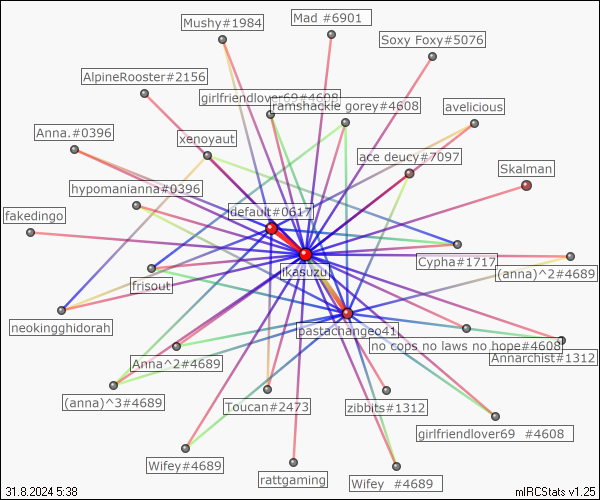 Mushy#1984
Mad #6901
Soxy Foxy#5076
AlpineRooster#2156
girlfriendlover69#4608
ramshackle gorey#4608
avelicious
Anna.#0396
xenoyaut
ace deucy#7097
Skalman
hypomanianna#0396
fakedingo
default#0617
ikasuzu
Cypha#1717
(anna)^2#4689
frisout
neokingghidorah
pastachangeo41
no cops no laws no hope#4608
Annarchist#1312
Anna^2#4689
(anna)^3#4689
Toucan#2473
zibbits#1312
girlfriendlover69 #4608
Wifey#4689
rattgaming
Wifey #4689
31.8.2024 5:38
mIRCStats v1.25